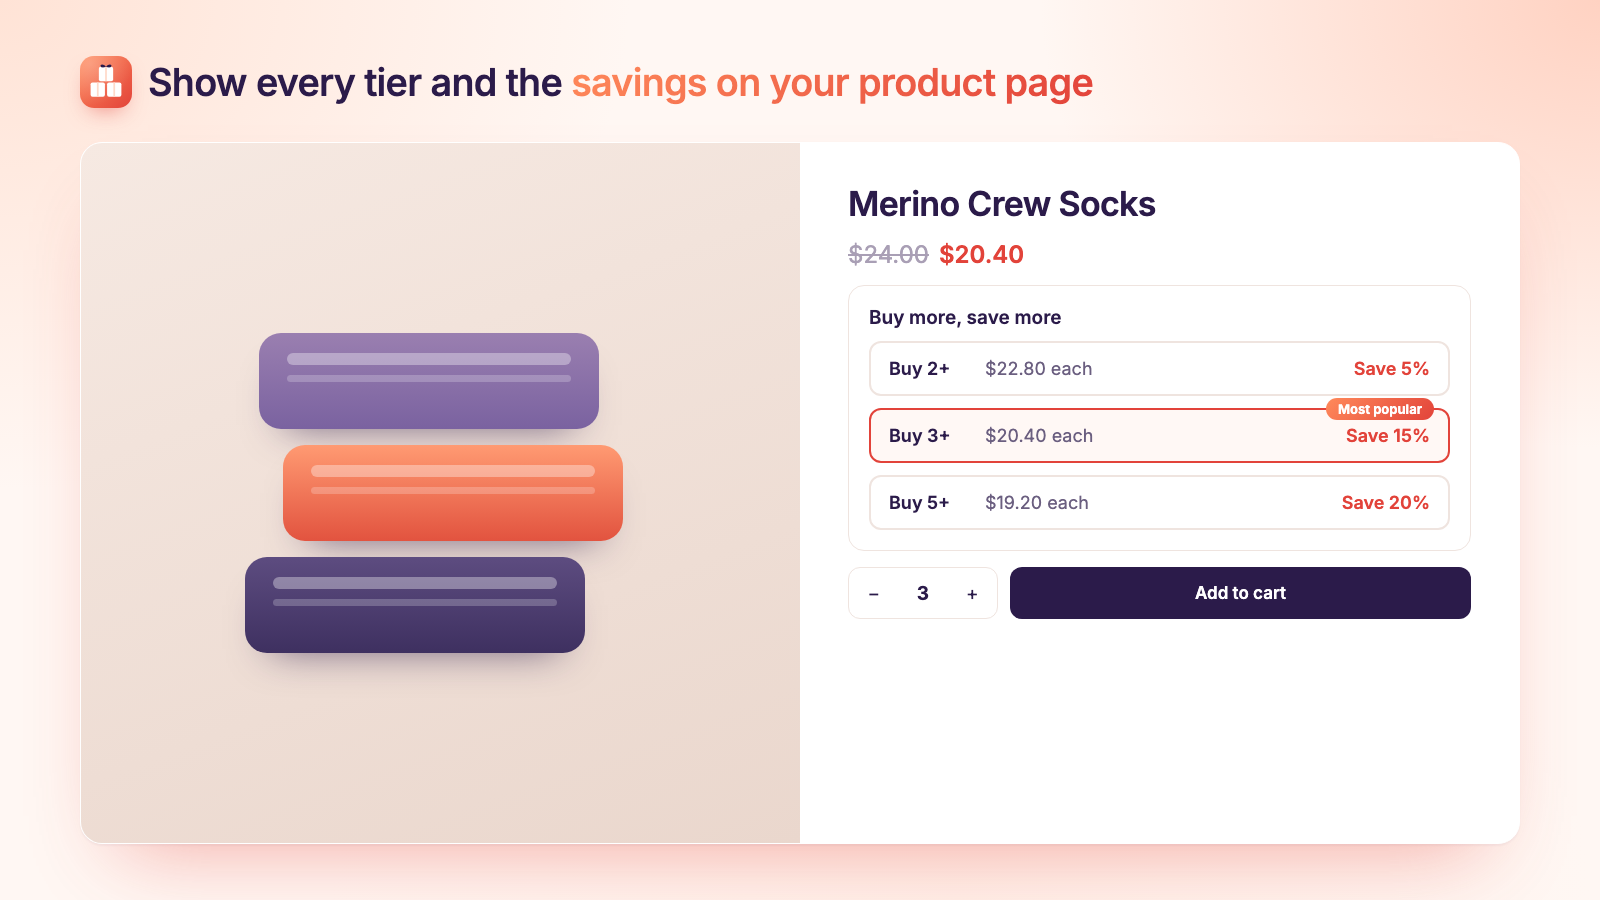 Show every tier and the savings on your product page
Merino Crew Socks
$24.00 $20.40
Buy more, save more
Buy 2+ $22.80 each Save 5%
Most popular
Buy 3+ $20.40 each Save 15%
Buy 5+ $19.20 each Save 20%
− 3 + Add to cart